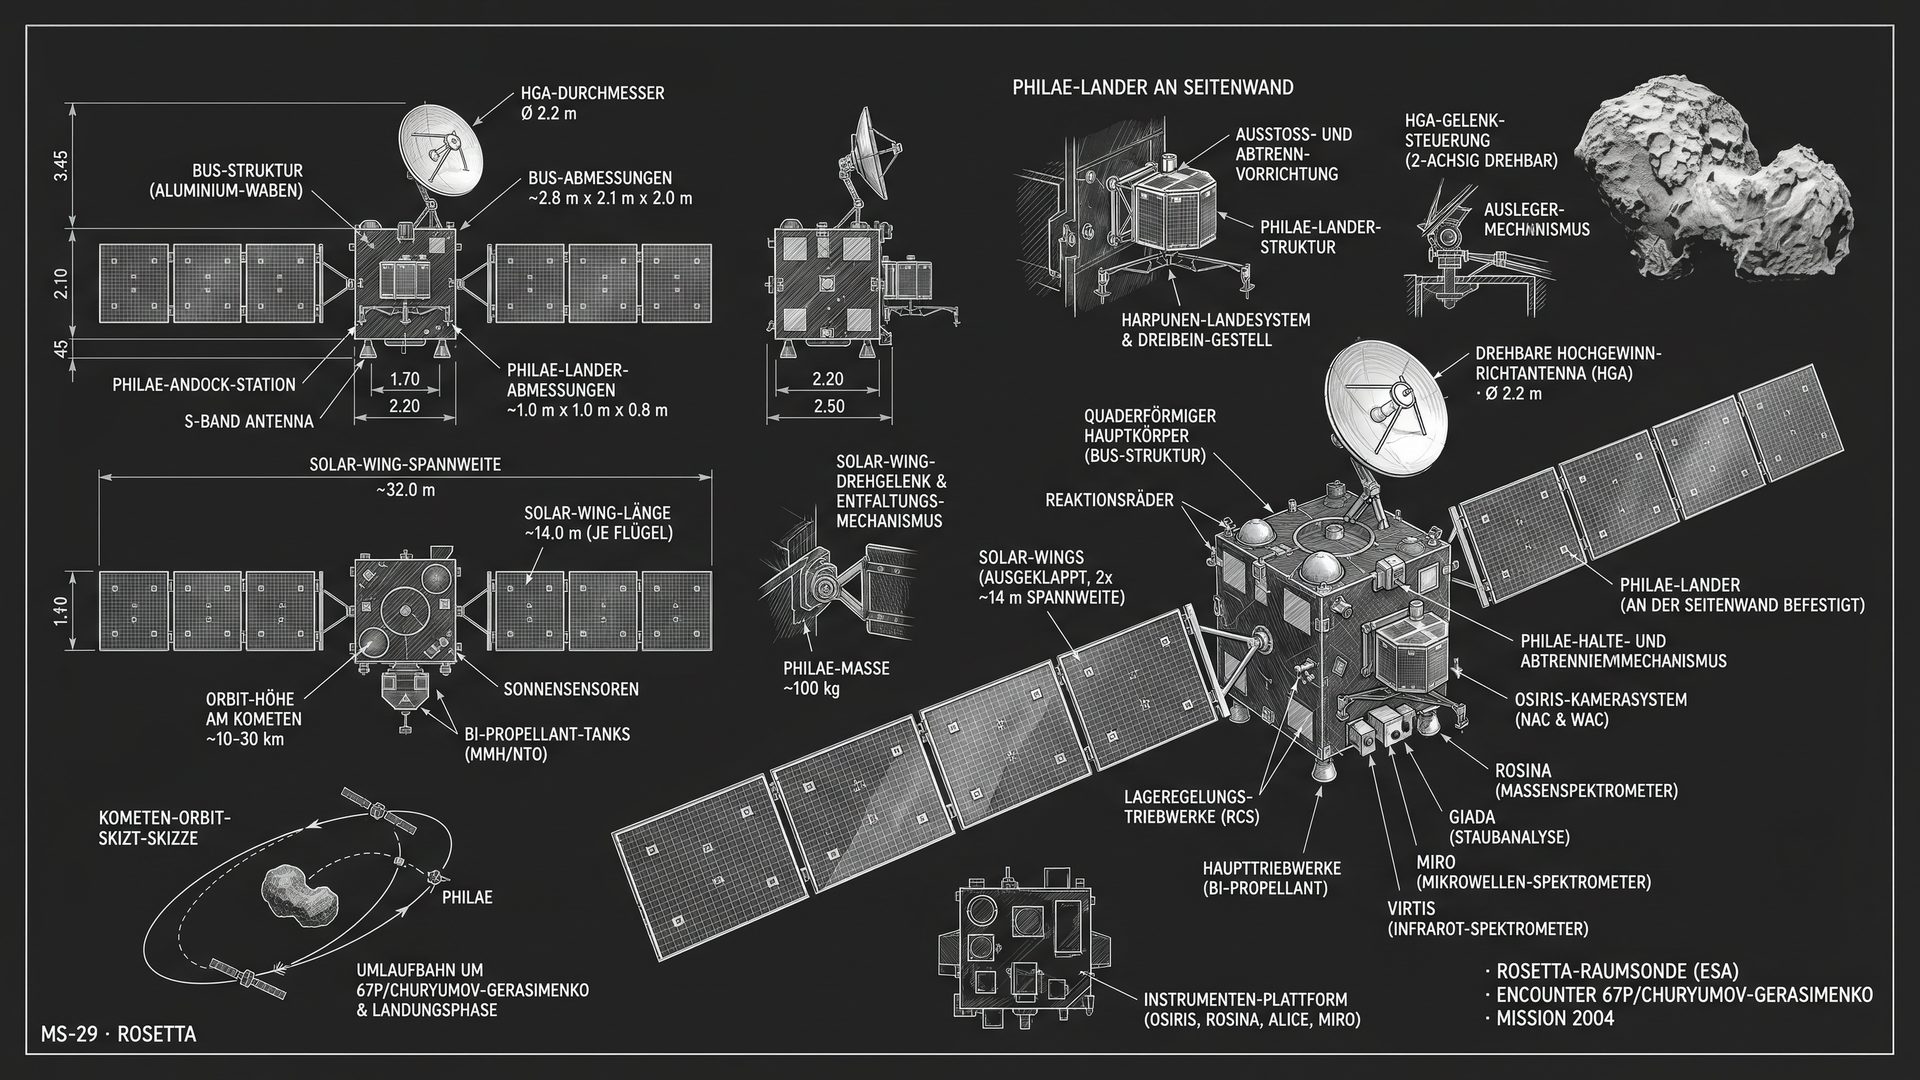 HGA-DURCHMESSER
Ø 2.2 m
3.45
BUS-STRUKTUR
(ALUMINIUM-WABEN)
BUS-ABMESSUNGEN
~2.8 m x 2.1 m x 2.0 m
2.10
45
PHILAE-ANDOCK-STATION
S-BAND ANTENNA
1.70
2.20
PHILAE-LANDER-
ABMESSUNGEN
~1.0 m x 1.0 m x 0.8 m
2.20
2.50
PHILAE-LANDER AN SEITENWAND
AUSSTOSS- UND
ABTRENN-
VORRICHTUNG
PHILAE-LANDER-
STRUKTUR
HARPUNEN-LANDESYSTEM
& DREIBEIN-GESTELL
HGA-GELENK-
STEUERUNG
(2-ACHSIG DREHBAR)
AUSLEGER-
MECHNNISMUS
SOLAR-WING-SPANNWEITE
~32.0 m
SOLAR-WING-LÄNGE
~14.0 m (JE FLÜGEL)
1.40
ORBIT-HÖHE
AM KOMETEN
~10-30 km
SONNENSENSOREN
BI-PROPELLANT-TANKS
(MMH/NTO)
SOLAR-WING-
DREHGELENK &
ENTFALTUNGS-
MECHANISMUS
PHILAE-MASSE
~100 kg
DREHBARE HOCHGEWINN-
RICHTANTENNA (HGA)
· Ø 2.2 m
QUADERFÖRMIGER
HAUPTKÖRPER
(BUS-STRUKTUR)
REAKTIONSRÄDER
SOLAR-WINGS
(AUSGEKLAPPT, 2x
~14 m SPANNWEITE)
PHILAE-LANDER
(AN DER SEITENWAND BEFESTIGT)
PHILAE-HALTE- UND
ABTRENNIEMMECHANISMUS
OSIRIS-KAMERASYSTEM
(NAC & WAC)
ROSINA
(MASSENSPEKTROMETER)
GIADA
(STAUBANALYSE)
MIRO
(MIKROWELLEN-SPEKTROMETER)
VIRTIS
(INFRAROT-SPEKTROMETER)
LAGEREGELUNGS-
TRIEBWERKE (RCS)
HAUPTTRIEBWERKE
(BI-PROPELLANT)
KOMETEN-ORBIT-
SKIZT-SKIZZE
PHILAE
UMLAUFBAHN UM
67P/CHURYUMOV-GERASIMENKO
& LANDUNGSPHASE
INSTRUMENTEN-PLATTFORM
(OSIRIS, ROSINA, ALICE, MIRO)
· ROSETTA-RAUMSONDE (ESA)
· ENCOUNTER 67P/CHURYUMOV-GERASIMENKO
· MISSION 2004
MS-29 · ROSETTA